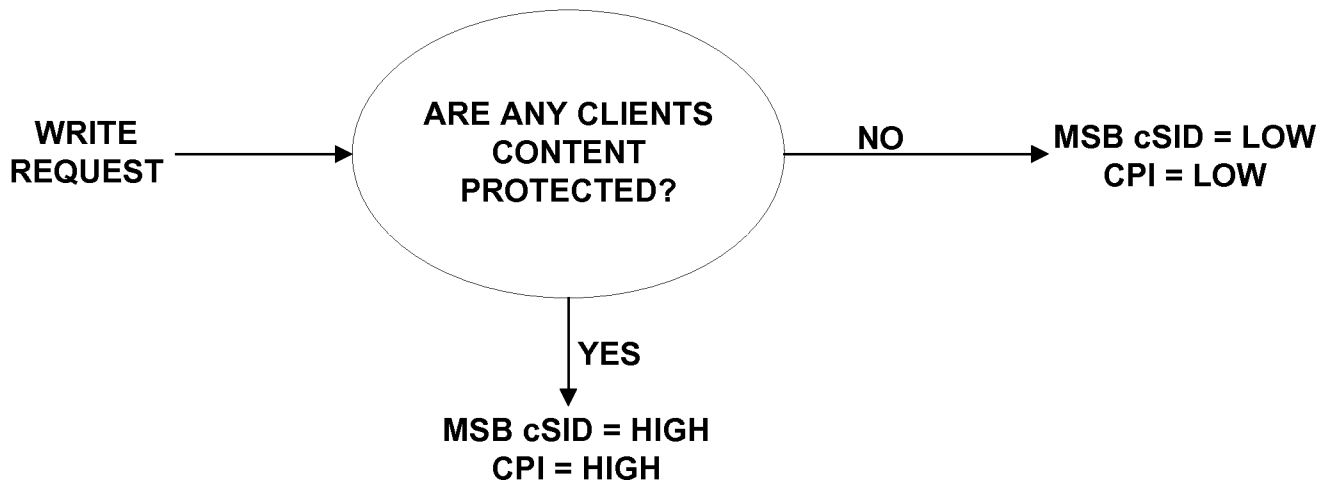 WRITE
REQUEST
ARE ANY CLIENTS
CONTENT
PROTECTED?
NO
MSB cSID = LOW
CPI = LOW
YES
MSB cSID = HIGH
CPI = HIGH